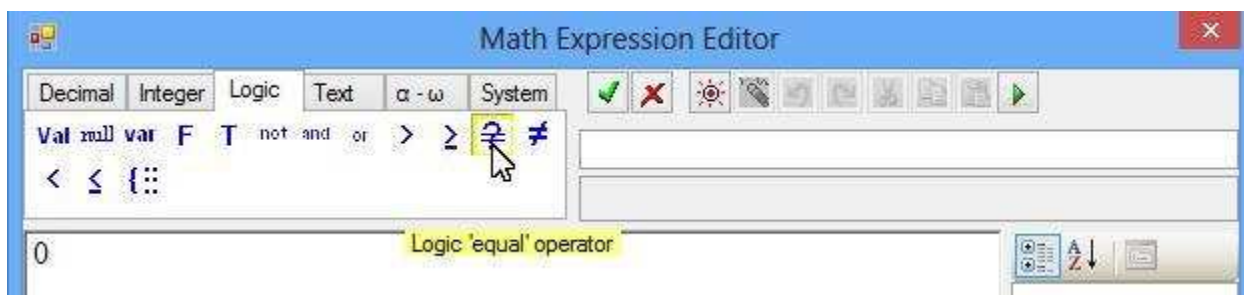 Math Expression Editor
Decimal Integer Logic Text α - ω System
Val null var F T not and or > ≥ ≟ ≠
< ≤ {
Logic 'equal' operator
0
A
Z